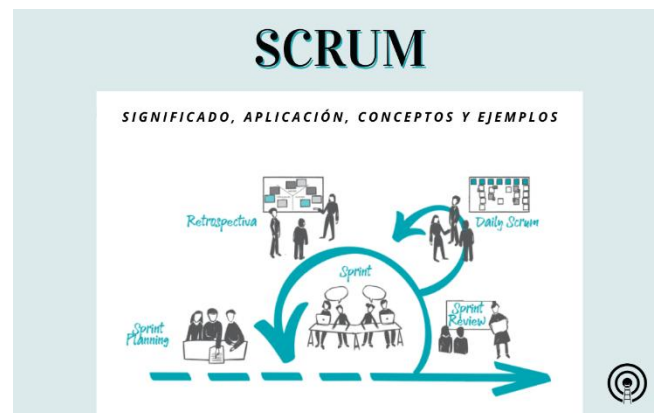 SCRUM
SIGNIFICADO, APLICACIÓN, CONCEPTOS Y EJEMPLOS
Retrospectiva
Daily Scrum
Sprint
Sprint
Planning
Sprint
Review